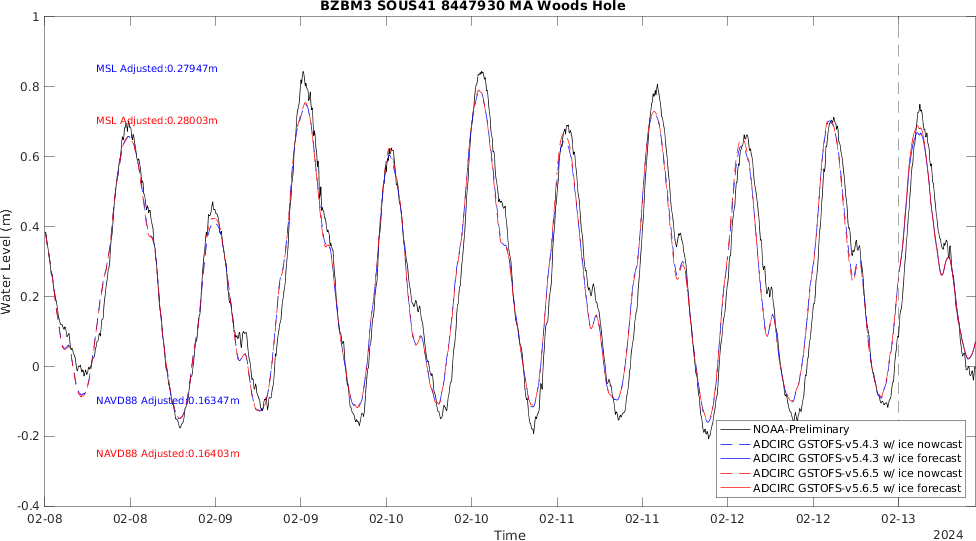 BZBM3 SOUS41 8447930 MA Woods Hole
1
0.8
0.6
0.4
0.2
0
-0.2
-0.4
Water Level (m)
MSL Adjusted:0.27947m
MSL Adjusted:0.28003m
NAVD88 Adjusted:0.16347m
NAVD88 Adjusted:0.16403m
NOAA-Preliminary
ADCIRC GSTOFS-v5.4.3 w/ ice nowcast
ADCIRC GSTOFS-v5.4.3 w/ ice forecast
ADCIRC GSTOFS-v5.6.5 w/ ice nowcast
ADCIRC GSTOFS-v5.6.5 w/ ice forecast
02-08 02-08 02-09 02-09 02-10 02-10 02-11 02-11 02-12 02-12 02-13
Time
2024